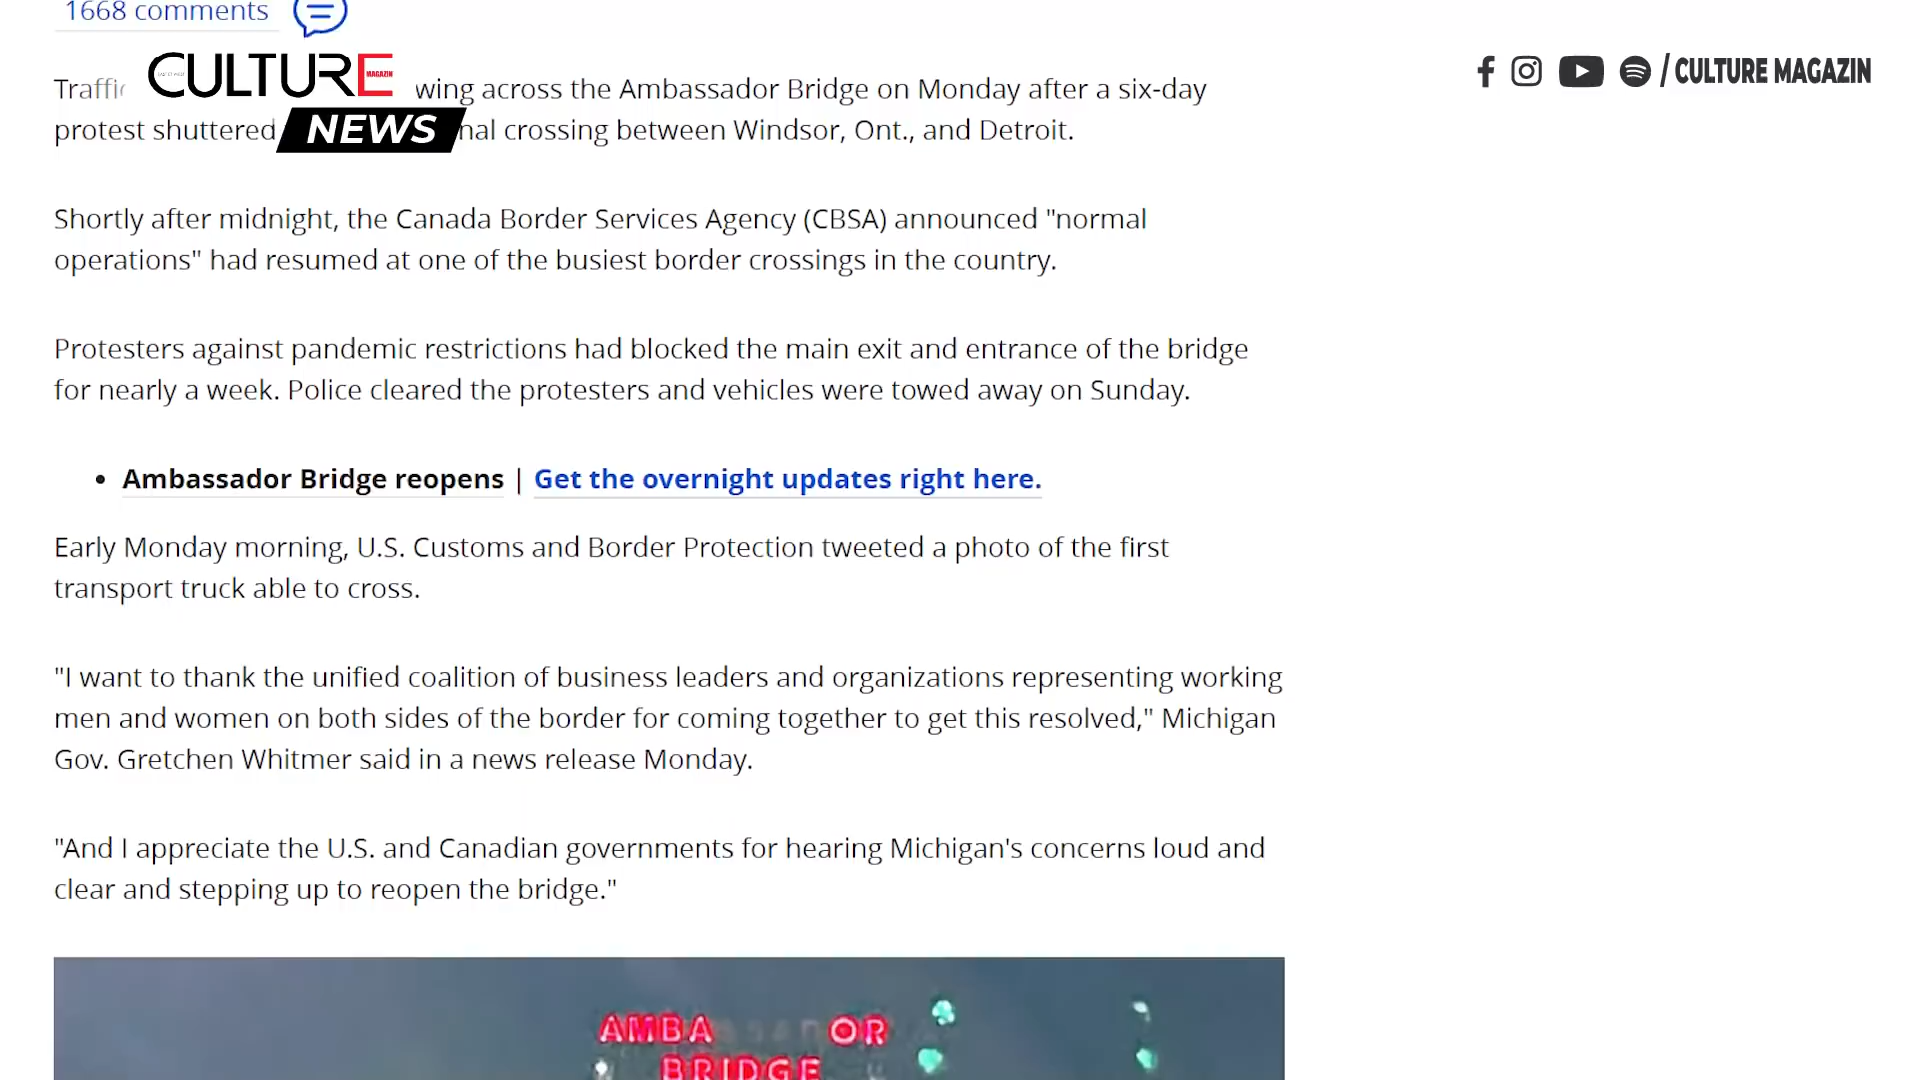 1668 comments
CULTURE
MAGAZIN
NEWS
/ CULTURE MAGAZIN
Traffic wing across the Ambassador Bridge on Monday after a six-day
protest shuttered nal crossing between Windsor, Ont., and Detroit.
Shortly after midnight, the Canada Border Services Agency (CBSA) announced "normal
operations" had resumed at one of the busiest border crossings in the country.
Protesters against pandemic restrictions had blocked the main exit and entrance of the bridge
for nearly a week. Police cleared the protesters and vehicles were towed away on Sunday.
• Ambassador Bridge reopens | Get the overnight updates right here.
Early Monday morning, U.S. Customs and Border Protection tweeted a photo of the first
transport truck able to cross.
"I want to thank the unified coalition of business leaders and organizations representing working
men and women on both sides of the border for coming together to get this resolved," Michigan
Gov. Gretchen Whitmer said in a news release Monday.
"And I appreciate the U.S. and Canadian governments for hearing Michigan's concerns loud and
clear and stepping up to reopen the bridge."
AMBA OR
BRIDGE